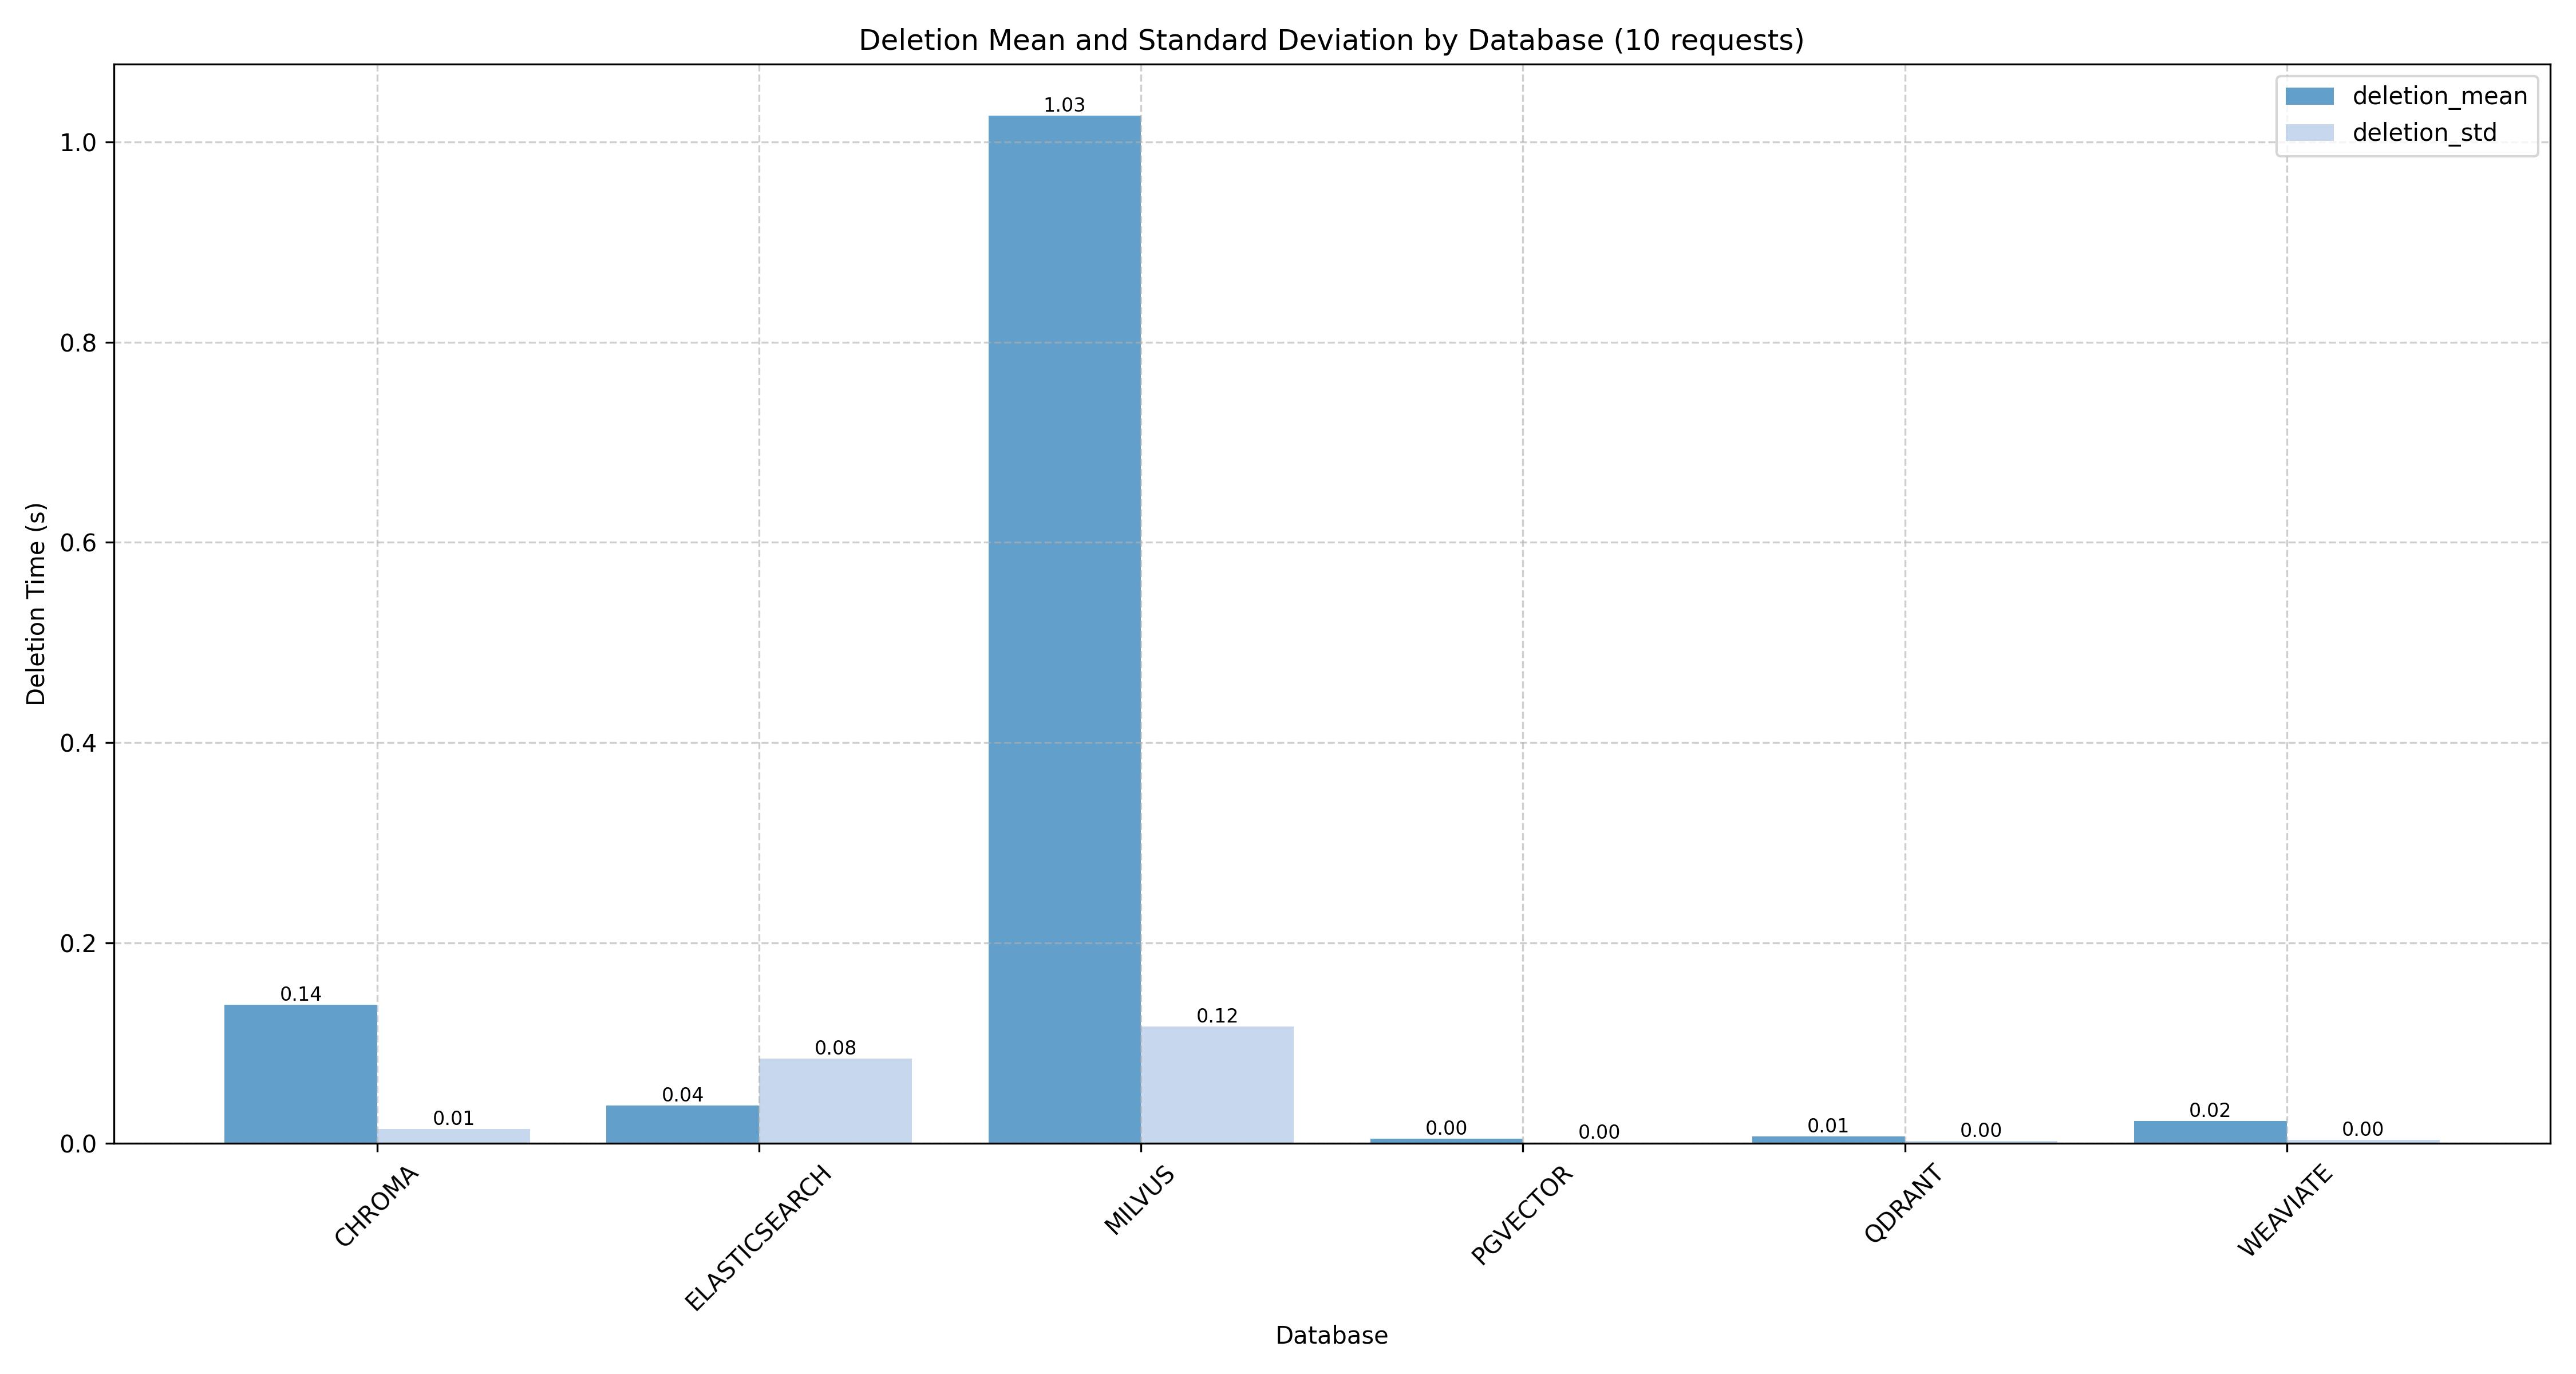 Deletion Mean and Standard Deviation by Database (10 requests)
deletion_mean
deletion_std
Deletion Time (s)
1.0
0.8
0.6
0.4
0.2
0.0
0.14
0.01
0.04
0.08
1.03
0.12
0.00
0.00
0.01
0.00
0.02
0.00
CHROMA
ELASTICSEARCH
MILVUS
PGVECTOR
QDRANT
WEAVIATE
Database